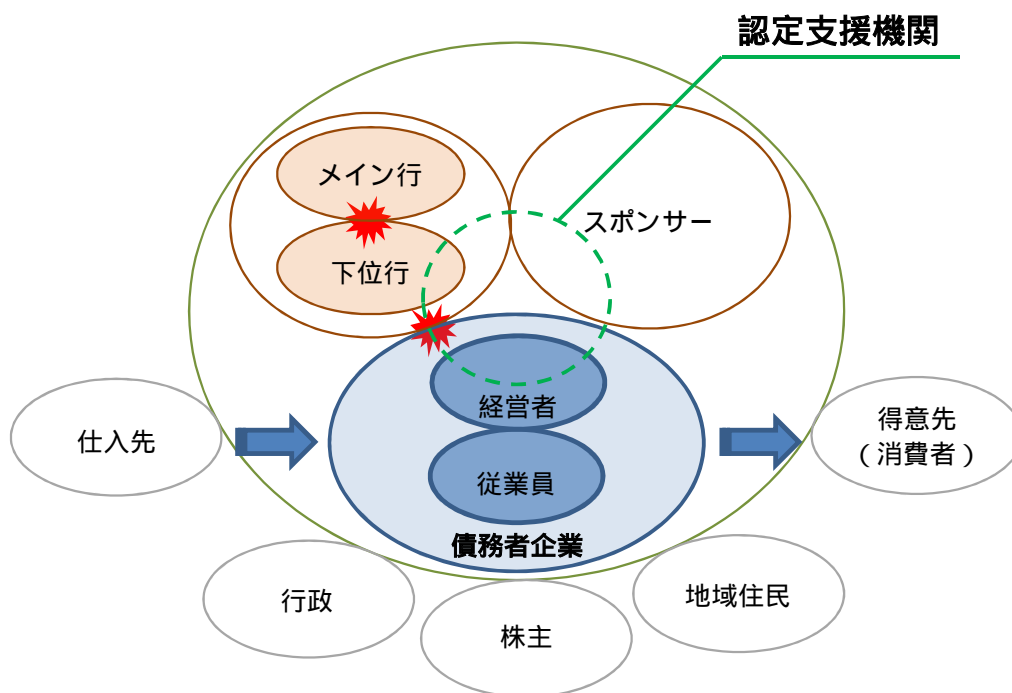 認定支援機関
メイン行
スポンサー
下位行
経営者
仕入先
得意先
（消費者）
従業員
債務者企業
行政
地域住民
株主